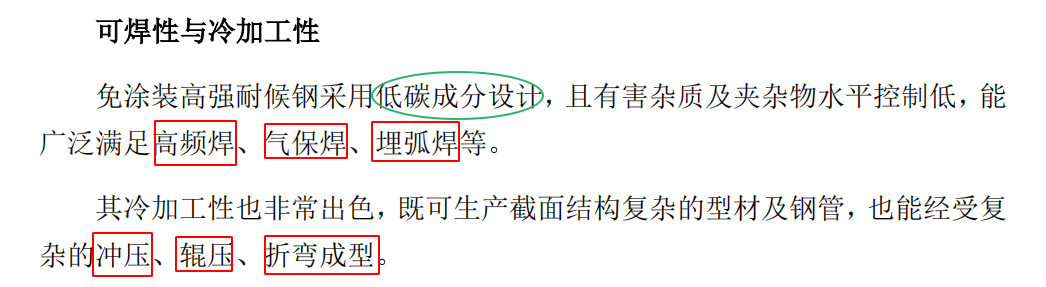 可焊性与冷加工性
免涂装高强耐候钢采用低碳成分设计，且有害杂质及夹杂物水平控制低，能
广泛满足高频焊、气保焊、埋弧焊等。
其冷加工性也非常出色，既可生产截面结构复杂的型材及钢管，也能经受复
杂的冲压、辊压、折弯成型。